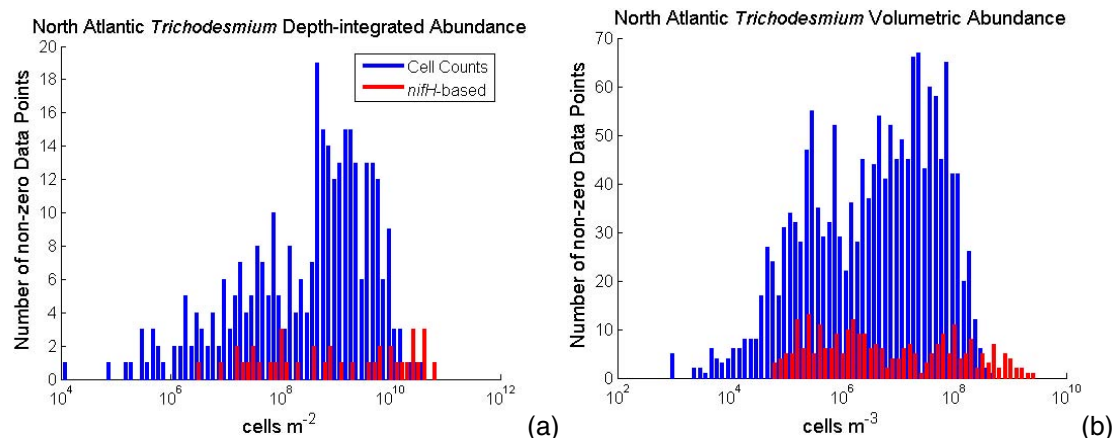 North Atlantic Trichodesmium Depth-integrated Abundance
20
18
16
14
12
10
8
6
4
2
0
Number of non-zero Data Points
Cell Counts
nifH-based
10^4
10^6
10^8
10^10
10^12
cells m^-2
(a)
North Atlantic Trichodesmium Volumetric Abundance
70
60
50
40
30
20
10
0
Number of non-zero Data Points
10^2
10^4
10^6
10^8
10^10
cells m^-3
(b)